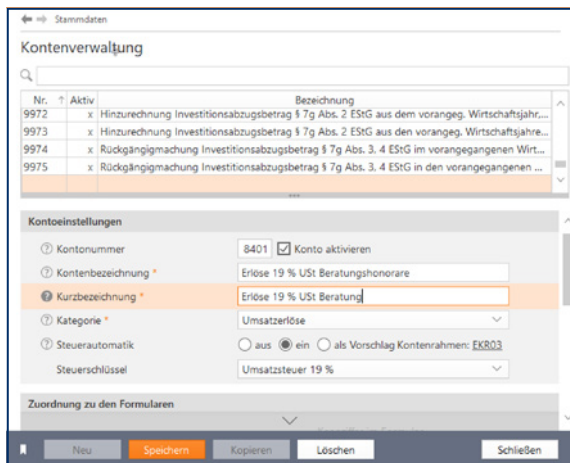 Stammdaten
Kontenverwaltung
Nr. Aktiv Bezeichnung
9972 x Hinzurechnung Investitionsabzugsbetrag § 7g Abs. 2 EStG aus dem vorangeg. Wirtschaftsjahr,...
9973 x Hinzurechnung Investitionsabzugsbetrag § 7g Abs. 2 EStG aus den vorangeg. Wirtschaftsjahre...
9974 x Rückgängigmachung Investitionsabzugsbetrag § 7g Abs. 3, 4 EStG im vorangegangenen Wirt...
9975 x Rückgängigmachung Investitionsabzugsbetrag § 7g Abs. 3, 4 EStG in den vorangegangenen ...
Kontoeinstellungen
Kontonummer 8401 Konto aktivieren
Kontenbezeichnung * Erlöse 19 % USt Beratungshonorare
Kurzbezeichnung * Erlöse 19 % USt Beratung
Kategorie * Umsatzerlöse
Steuerautomatik aus ein als Vorschlag Kontenrahmen: EKR03
Steuerschlüssel Umsatzsteuer 19 %
Zuordnung zu den Formularen
Neu Speichern Kopieren Löschen Schließen